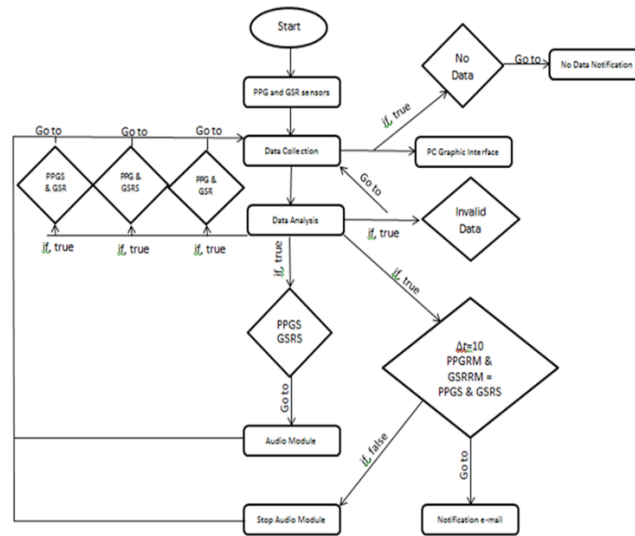 Start
No
Data
Go to
No Data Notification
PPG and GSR sensors
if, true
Go to
Go to
Go to
Data Collection
PC Graphic Interface
PPGS
& GSR
PPG &
GSRS
PPG &
GSR
Go to
Data Analysis
if, true
Invalid
Data
if, true
if, true
if, true
if, true
if, true
PPGS
GSRS
Δt=10
PPGRM &
GSRRM =
PPGS & GSRS
Go to
Audio Module
if, false
Go to
Stop Audio Module
Notification e-mail